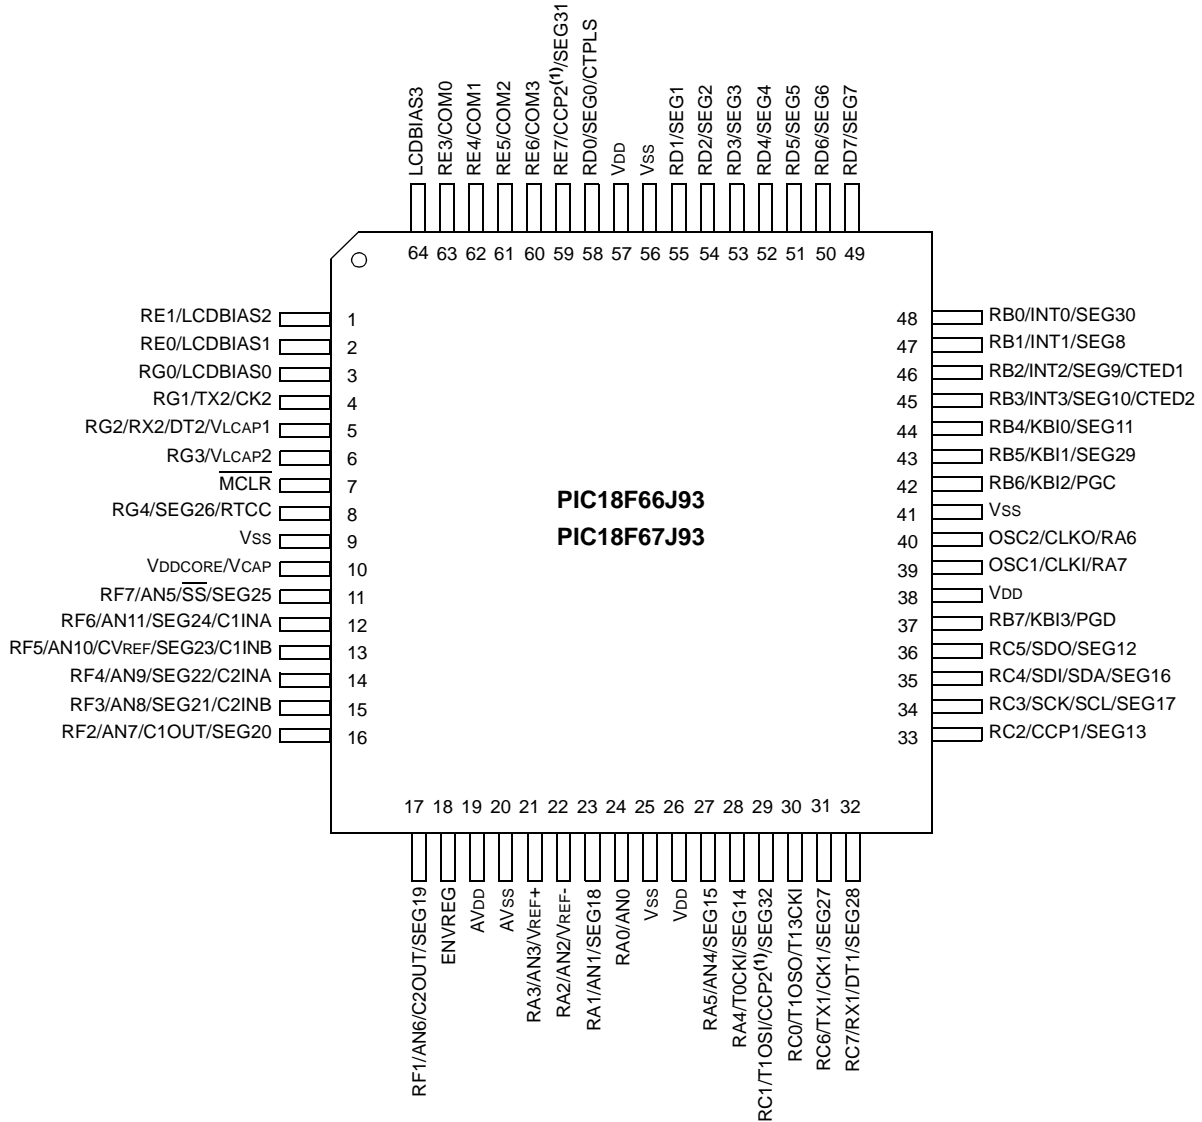 LCDBIAS3
RE3/COM0
RE4/COM1
RE5/COM2
RE6/COM3
RE7/CCP2(1)/SEG31
RD0/SEG0/CTPLS
VDD
VSS
RD1/SEG1
RD2/SEG2
RD3/SEG3
RD4/SEG4
RD5/SEG5
RD6/SEG6
RD7/SEG7
64 63 62 61 60 59 58 57 56 55 54 53 52 51 50 49
RE1/LCDBIAS2 1
RE0/LCDBIAS1 2
RG0/LCDBIAS0 3
RG1/TX2/CK2 4
RG2/RX2/DT2/VLCAP1 5
RG3/VLCAP2 6
MCLR 7
RG4/SEG26/RTCC 8
VSS 9
VDDCORE/VCAP 10
RF7/AN5/SS/SEG25 11
RF6/AN11/SEG24/C1INA 12
RF5/AN10/CVREF/SEG23/C1INB 13
RF4/AN9/SEG22/C2INA 14
RF3/AN8/SEG21/C2INB 15
RF2/AN7/C1OUT/SEG20 16
PIC18F66J93
PIC18F67J93
48 RB0/INT0/SEG30
47 RB1/INT1/SEG8
46 RB2/INT2/SEG9/CTED1
45 RB3/INT3/SEG10/CTED2
44 RB4/KBI0/SEG11
43 RB5/KBI1/SEG29
42 RB6/KBI2/PGC
41 VSS
40 OSC2/CLKO/RA6
39 OSC1/CLKI/RA7
38 VDD
37 RB7/KBI3/PGD
36 RC5/SDO/SEG12
35 RC4/SDI/SDA/SEG16
34 RC3/SCK/SCL/SEG17
33 RC2/CCP1/SEG13
17 18 19 20 21 22 23 24 25 26 27 28 29 30 31 32
RF1/AN6/C2OUT/SEG19
ENVREG
AVDD
AVSS
RA3/AN3/VREF+
RA2/AN2/VREF-
RA1/AN1/SEG18
RA0/AN0
VSS
VDD
RA5/AN4/SEG15
RA4/T0CKI/SEG14
RC1/T1OSI/CCP2(1)/SEG32
RC0/T1OSO/T13CKI
RC6/TX1/CK1/SEG27
RC7/RX1/DT1/SEG28